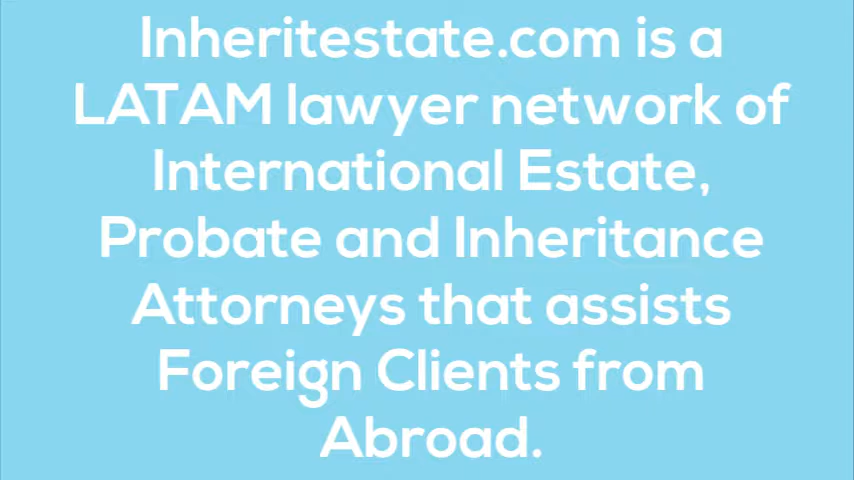 Inheritestate.com is a
LATAM lawyer network of
International Estate,
Probate and Inheritance
Attorneys that assists
Foreign Clients from
Abroad.